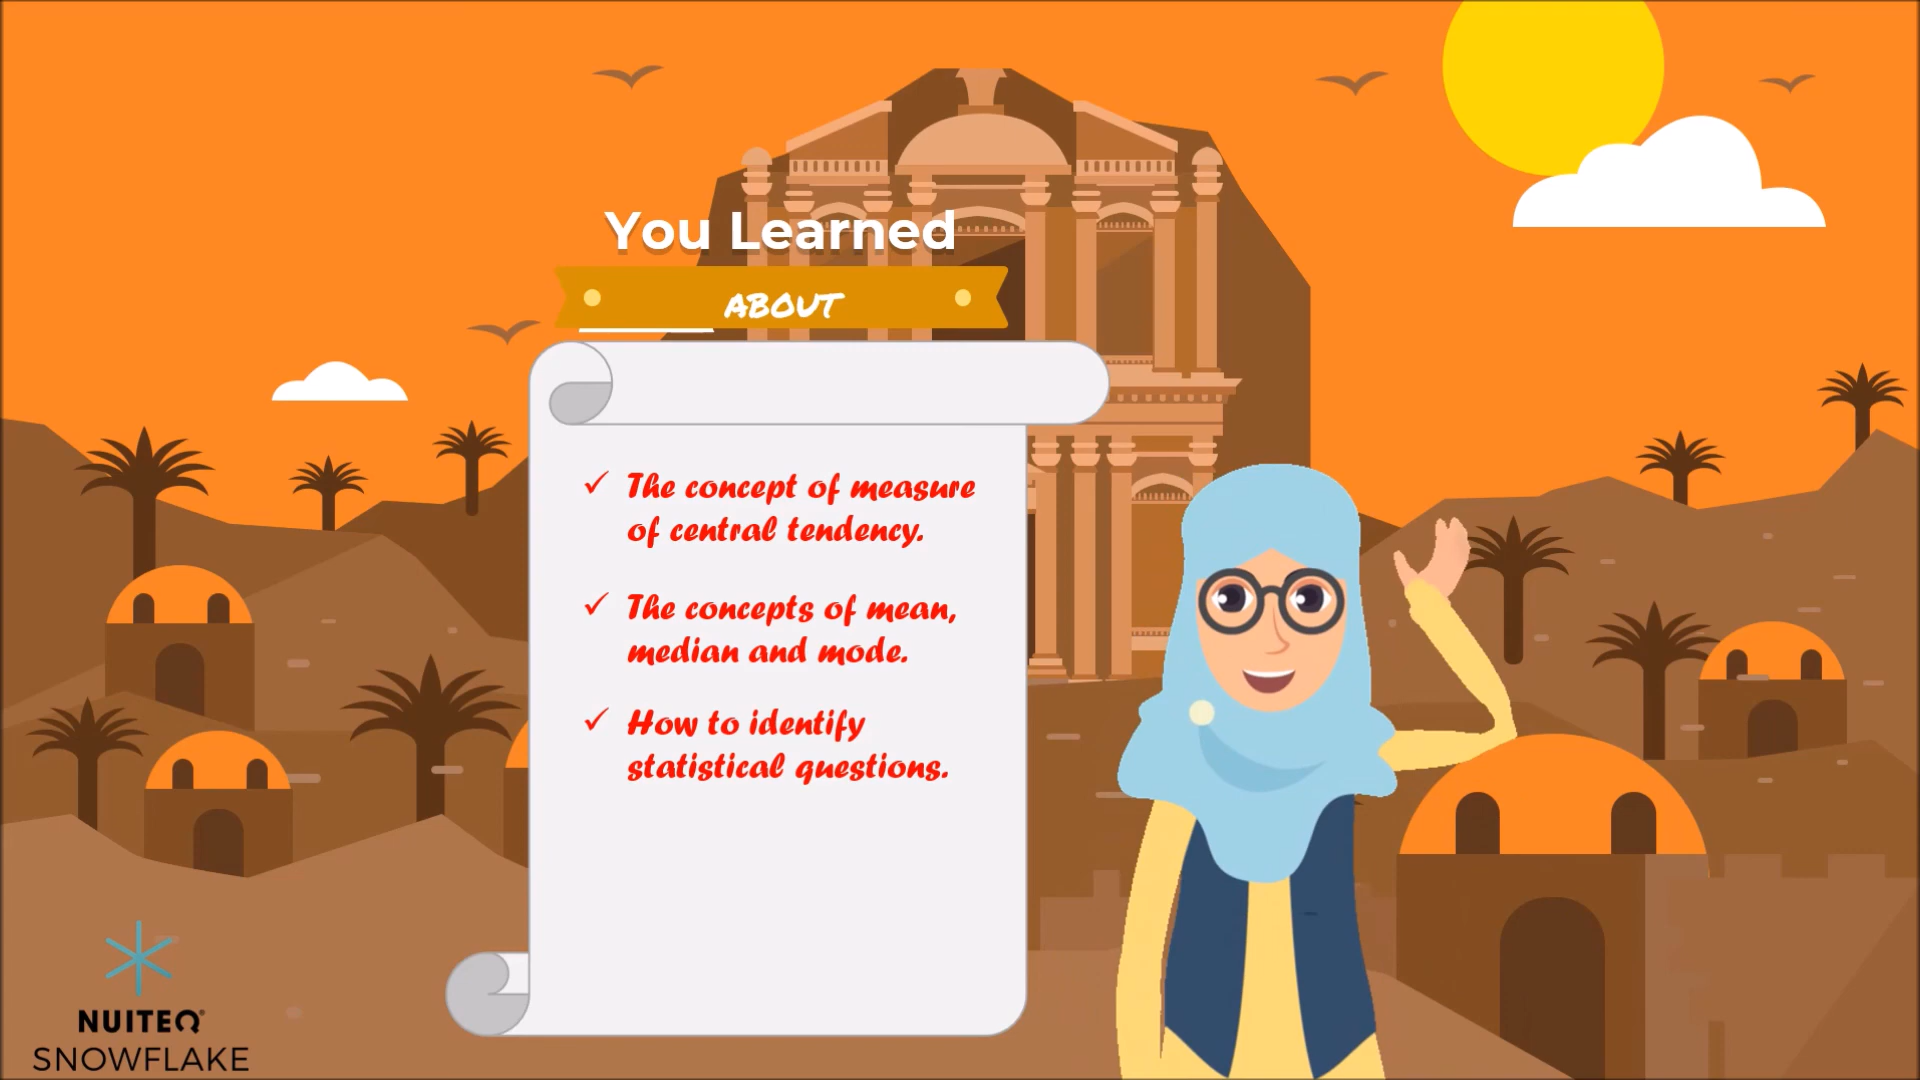 You Learned
ABOUT
✓ The concept of measure
of central tendency.
✓ The concepts of mean,
median and mode.
✓ How to identify
statistical questions.
NUITEQ®
SNOWFLAKE